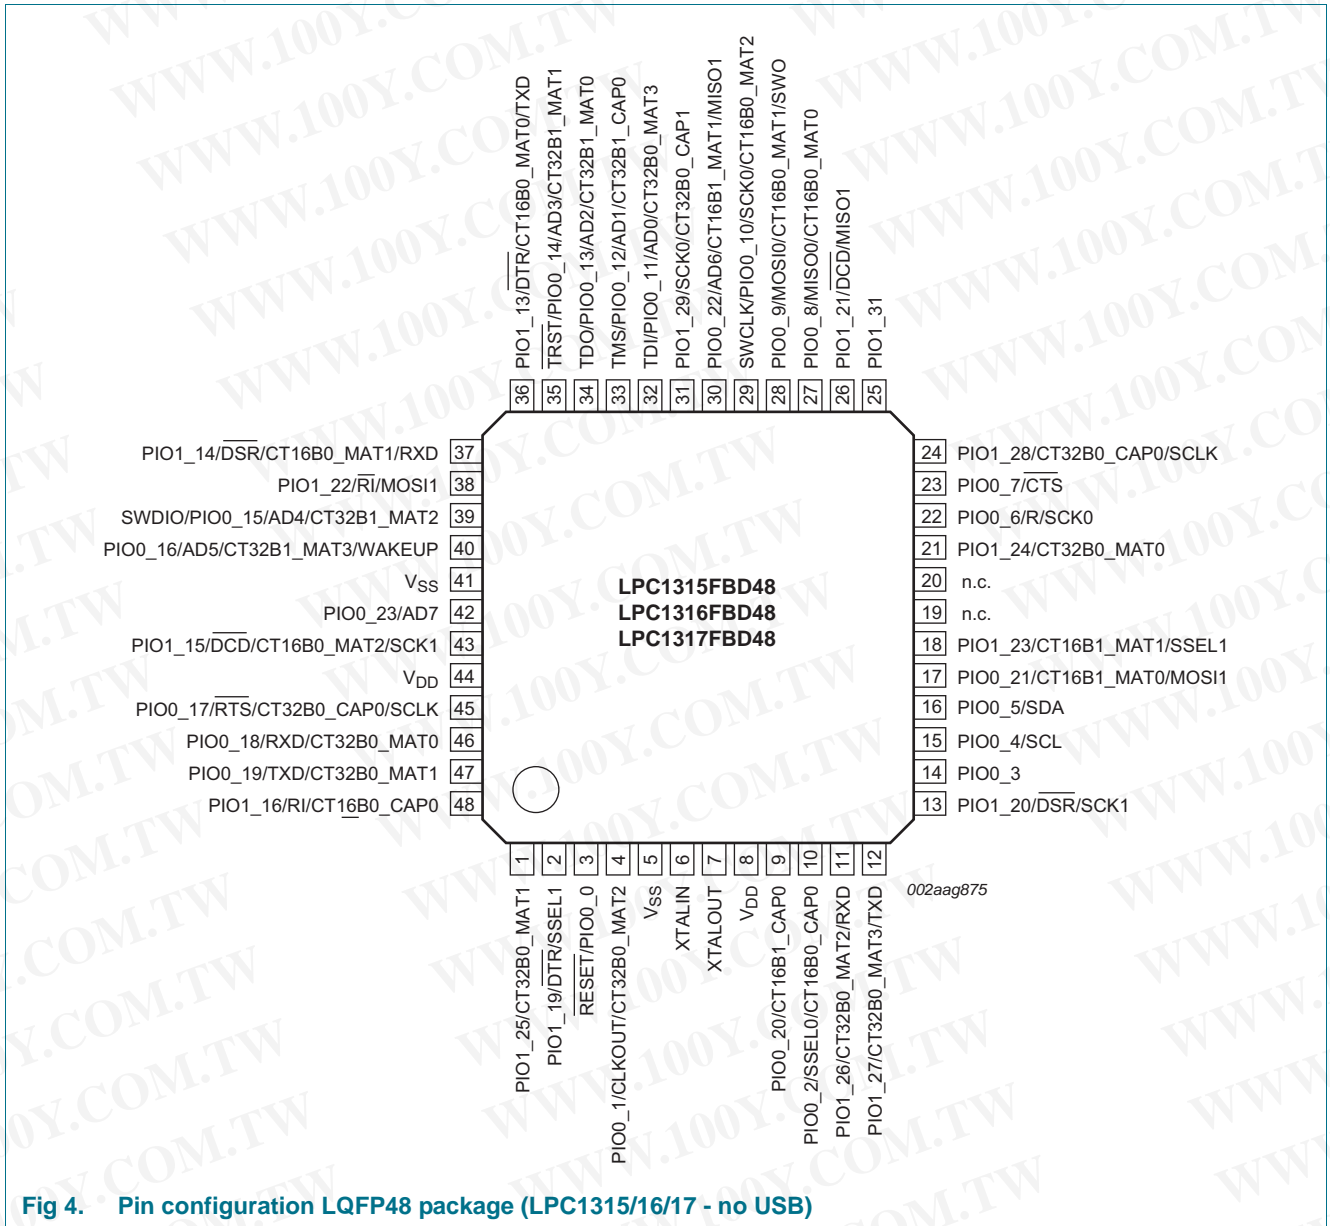 PIO1_13/DTR/CT16B0_MAT0/TXD
TRST/PIO0_14/AD3/CT32B1_MAT1
TDO/PIO0_13/AD2/CT32B1_MAT0
TMS/PIO0_12/AD1/CT32B1_CAP0
TDI/PIO0_11/AD0/CT32B0_MAT3
PIO1_29/SCK0/CT32B0_CAP1
PIO0_22/AD6/CT16B1_MAT1/MISO1
SWCLK/PIO0_10/SCK0/CT16B0_MAT2
PIO0_9/MOSI0/CT16B0_MAT1/SWO
PIO0_8/MISO0/CT16B0_MAT0
PIO1_21/DCD/MISO1
PIO1_31
36 35 34 33 32 31 30 29 28 27 26 25
PIO1_14/DSR/CT16B0_MAT1/RXD 37
PIO1_22/RI/MOSI1 38
SWDIO/PIO0_15/AD4/CT32B1_MAT2 39
PIO0_16/AD5/CT32B1_MAT3/WAKEUP 40
VSS 41
PIO0_23/AD7 42
PIO1_15/DCD/CT16B0_MAT2/SCK1 43
VDD 44
PIO0_17/RTS/CT32B0_CAP0/SCLK 45
PIO0_18/RXD/CT32B0_MAT0 46
PIO0_19/TXD/CT32B0_MAT1 47
PIO1_16/RI/CT16B0_CAP0 48
LPC1315FBD48
LPC1316FBD48
LPC1317FBD48
24 PIO1_28/CT32B0_CAP0/SCLK
23 PIO0_7/CTS
22 PIO0_6/R/SCK0
21 PIO1_24/CT32B0_MAT0
20 n.c.
19 n.c.
18 PIO1_23/CT16B1_MAT1/SSEL1
17 PIO0_21/CT16B1_MAT0/MOSI1
16 PIO0_5/SDA
15 PIO0_4/SCL
14 PIO0_3
13 PIO1_20/DSR/SCK1
1 2 3 4 5 6 7 8 9 10 11 12
PIO1_25/CT32B0_MAT1
PIO1_19/DTR/SSEL1
RESET/PIO0_0
PIO0_1/CLKOUT/CT32B0_MAT2
VSS
XTALIN
XTALOUT
VDD
PIO0_20/CT16B1_CAP0
PIO0_2/SSEL0/CT16B0_CAP0
PIO1_26/CT32B0_MAT2/RXD
PIO1_27/CT32B0_MAT3/TXD
002aag875
Fig 4. Pin configuration LQFP48 package (LPC1315/16/17 - no USB)
WWW.100Y.COM.TW